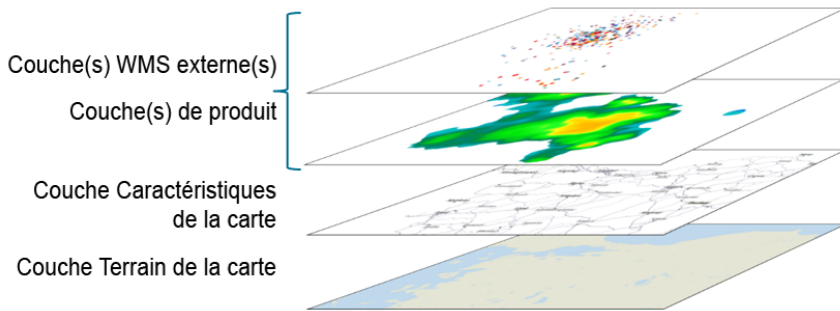 Couche(s) WMS externe(s)
Couche(s) de produit
Couche Caractéristiques
de la carte
Couche Terrain de la carte